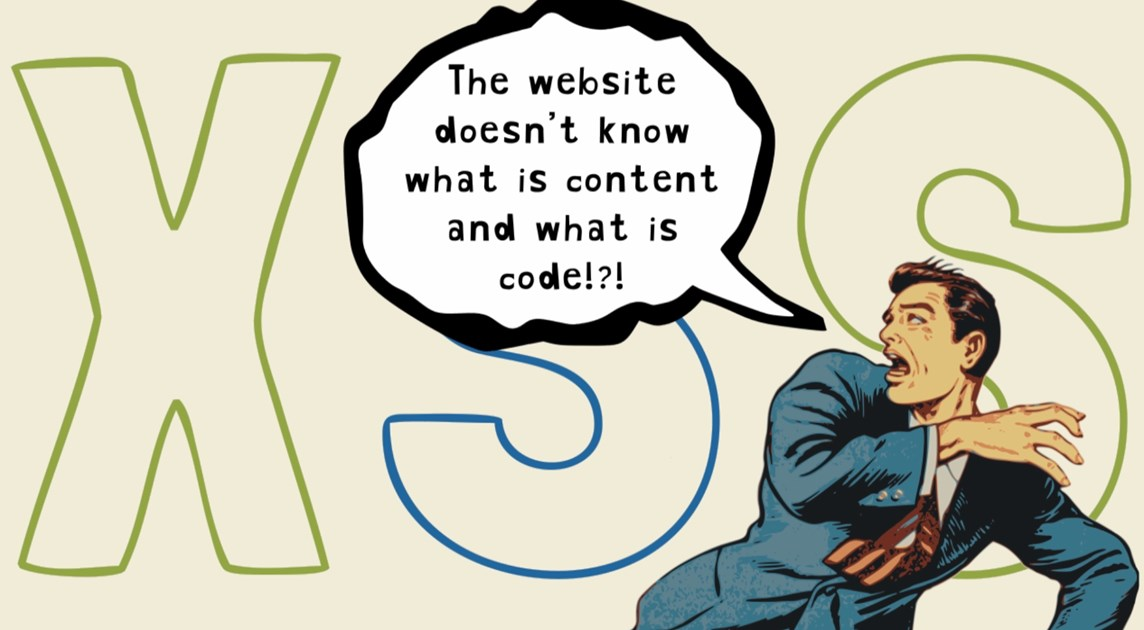 XSS
The website
doesn't know
what is content
and what is
code!?!